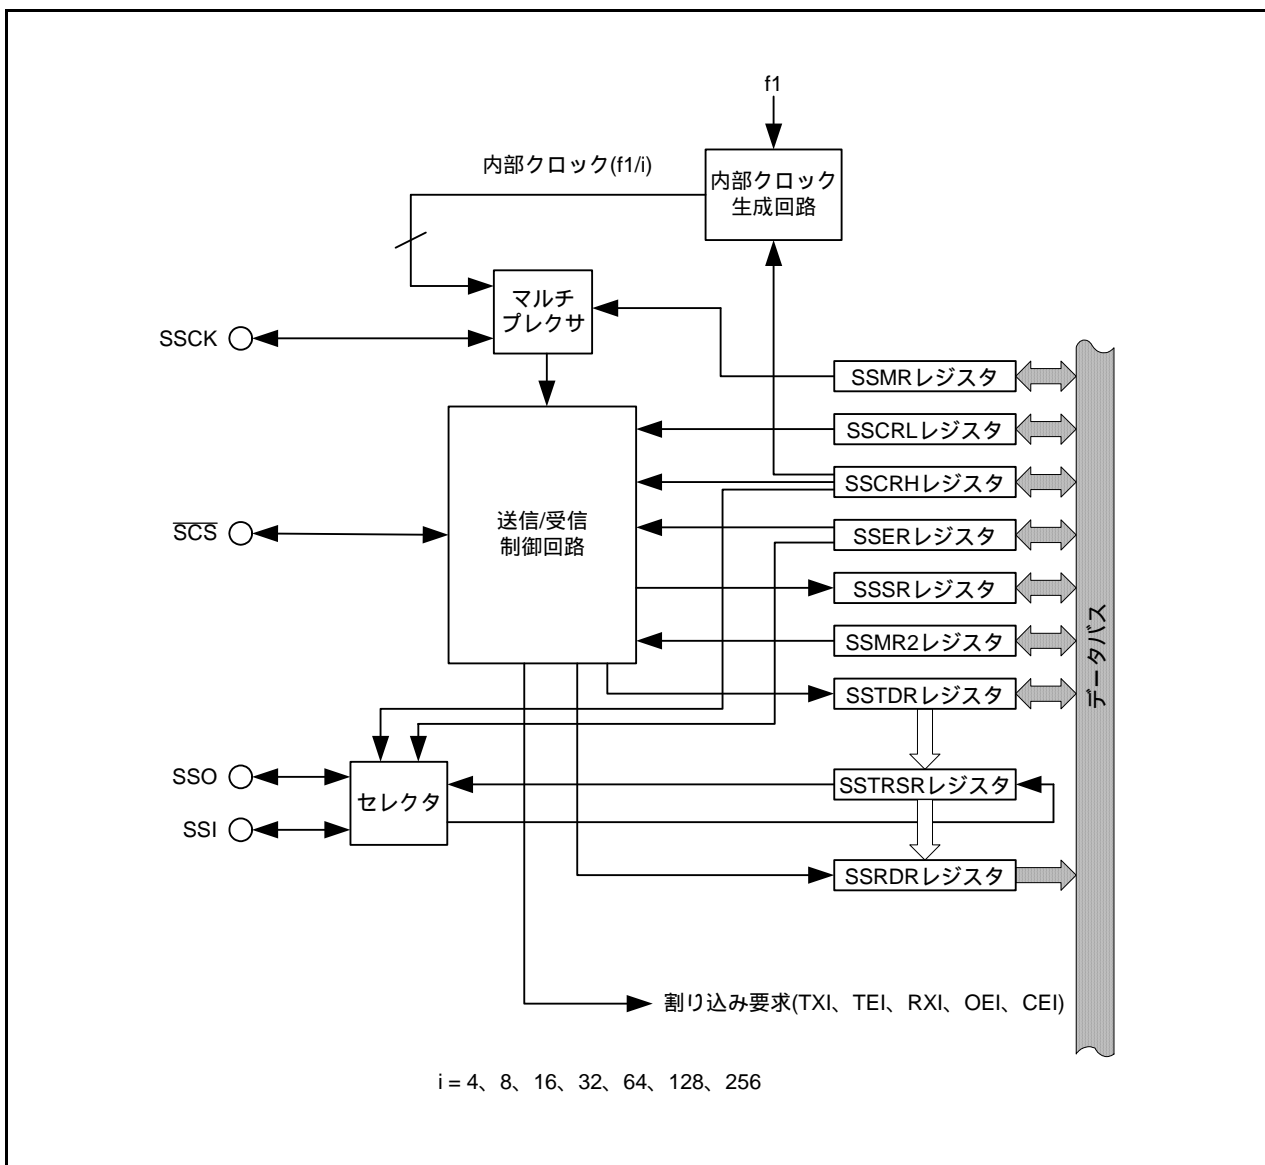 f1
内部クロック(f1/i)
内部クロック
生成回路
マルチ
プレクサ
SSCK
SSMRレジスタ
SSCRLレジスタ
SSCRHレジスタ
SCS
送信/受信
制御回路
SSERレジスタ
SSSRレジスタ
SSMR2レジスタ
データバス
SSTDRレジスタ
SSO
SSTRSRレジスタ
セレクタ
SSI
SSRDRレジスタ
割り込み要求(TXI、TEI、RXI、OEI、CEI)
i = 4、8、16、32、64、128、256